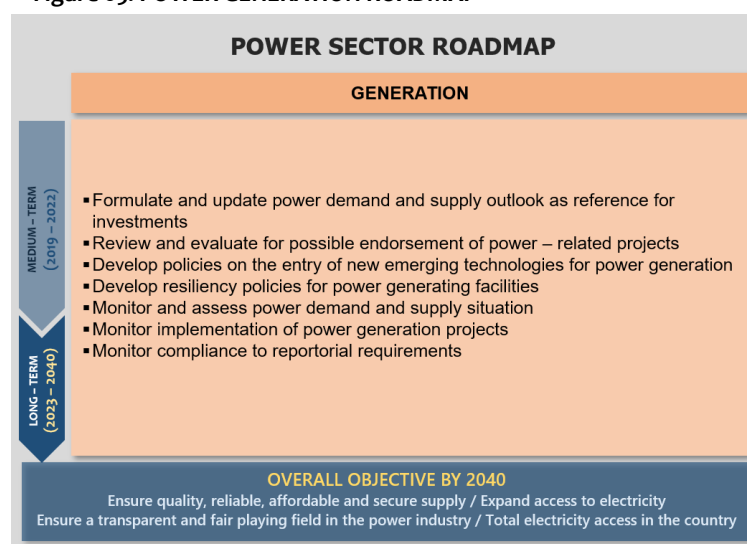 POWER SECTOR ROADMAP
GENERATION
MEDIUM – TERM
(2019 – 2022)
▪Formulate and update power demand and supply outlook as reference for
investments
▪Review and evaluate for possible endorsement of power – related projects
▪Develop policies on the entry of new emerging technologies for power generation
▪Develop resiliency policies for power generating facilities
▪Monitor and assess power demand and supply situation
▪Monitor implementation of power generation projects
▪Monitor compliance to reportorial requirements
LONG – TERM
(2023 – 2040)
OVERALL OBJECTIVE BY 2040
Ensure quality, reliable, affordable and secure supply / Expand access to electricity
Ensure a transparent and fair playing field in the power industry / Total electricity access in the country